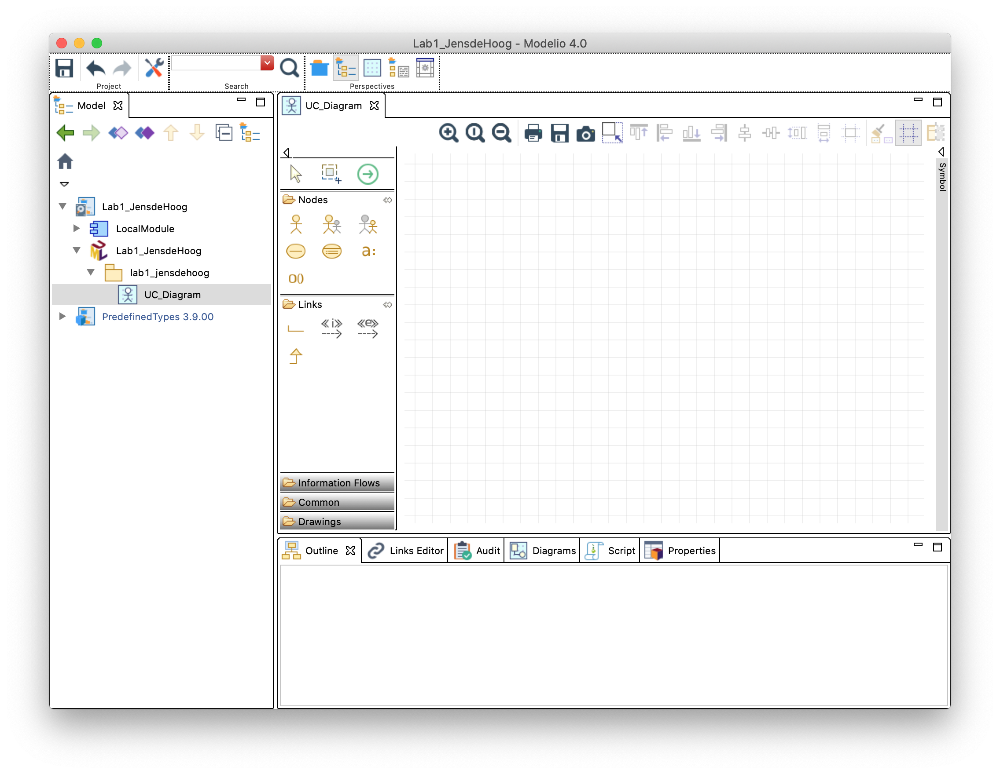 Lab1_JensdeHoog - Modelio 4.0
Project
Search
Perspectives
Model
UC_Diagram
Lab1_JensdeHoog
LocalModule
Lab1_JensdeHoog
lab1_jensdehoog
UC_Diagram
PredefinedTypes 3.9.00
Nodes
a:
O()
Links
«i»
«e»
Information Flows
Common
Drawings
Symbol
Outline
Links Editor
Audit
Diagrams
Script
Properties